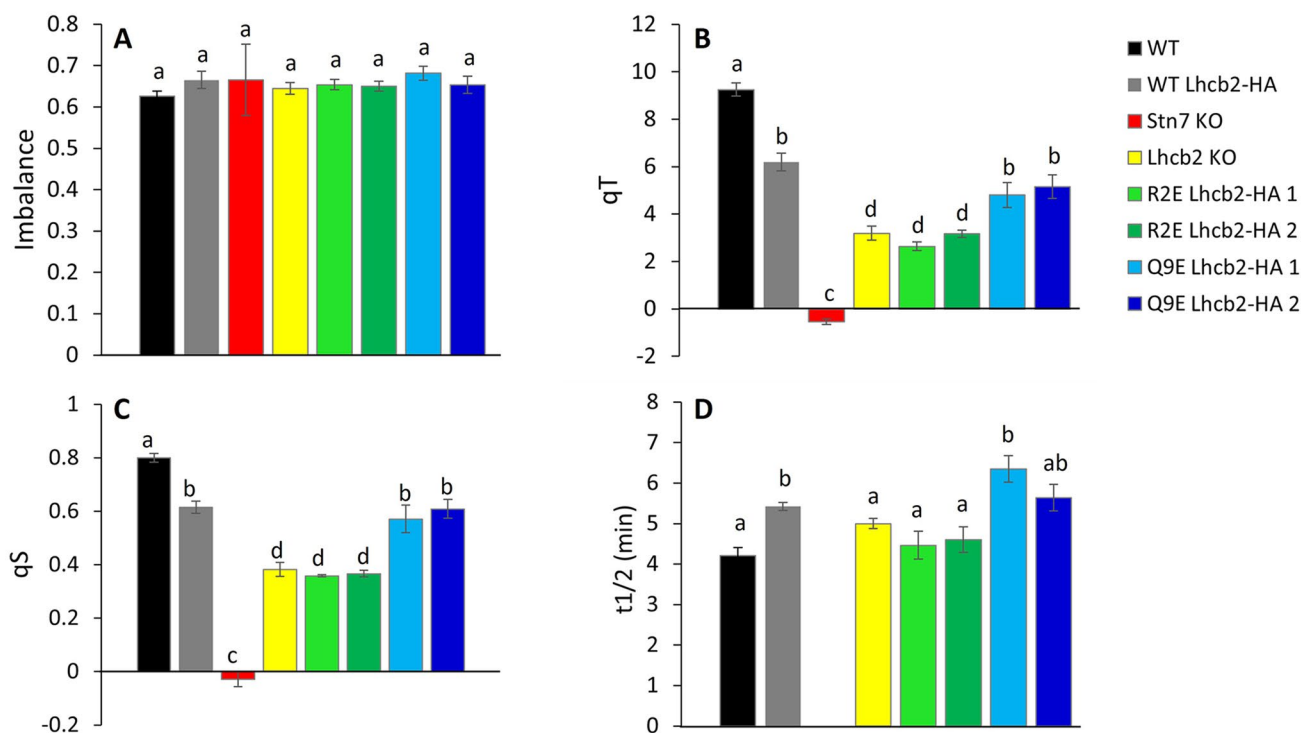 A
Imbalance
0.8
0.7
0.6
0.5
0.4
0.3
0.2
0.1
0
a a a a a a a a
B
qT
12
10
8
6
4
2
0
-2
a b c d d d b b
WT
WT Lhcb2-HA
Stn7 KO
Lhcb2 KO
R2E Lhcb2-HA 1
R2E Lhcb2-HA 2
Q9E Lhcb2-HA 1
Q9E Lhcb2-HA 2
C
qS
1
0.8
0.6
0.4
0.2
0
-0.2
a b c d d d b b
D
t1/2 (min)
8
7
6
5
4
3
2
1
0
a b a a a b ab